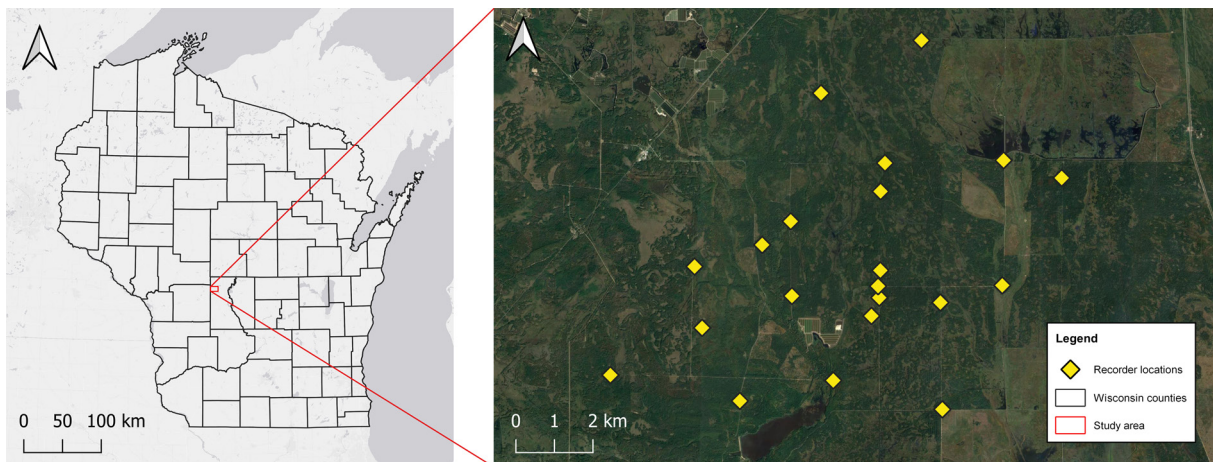 0 50 100 km
0 1 2 km
Legend
Recorder locations
Wisconsin counties
Study area